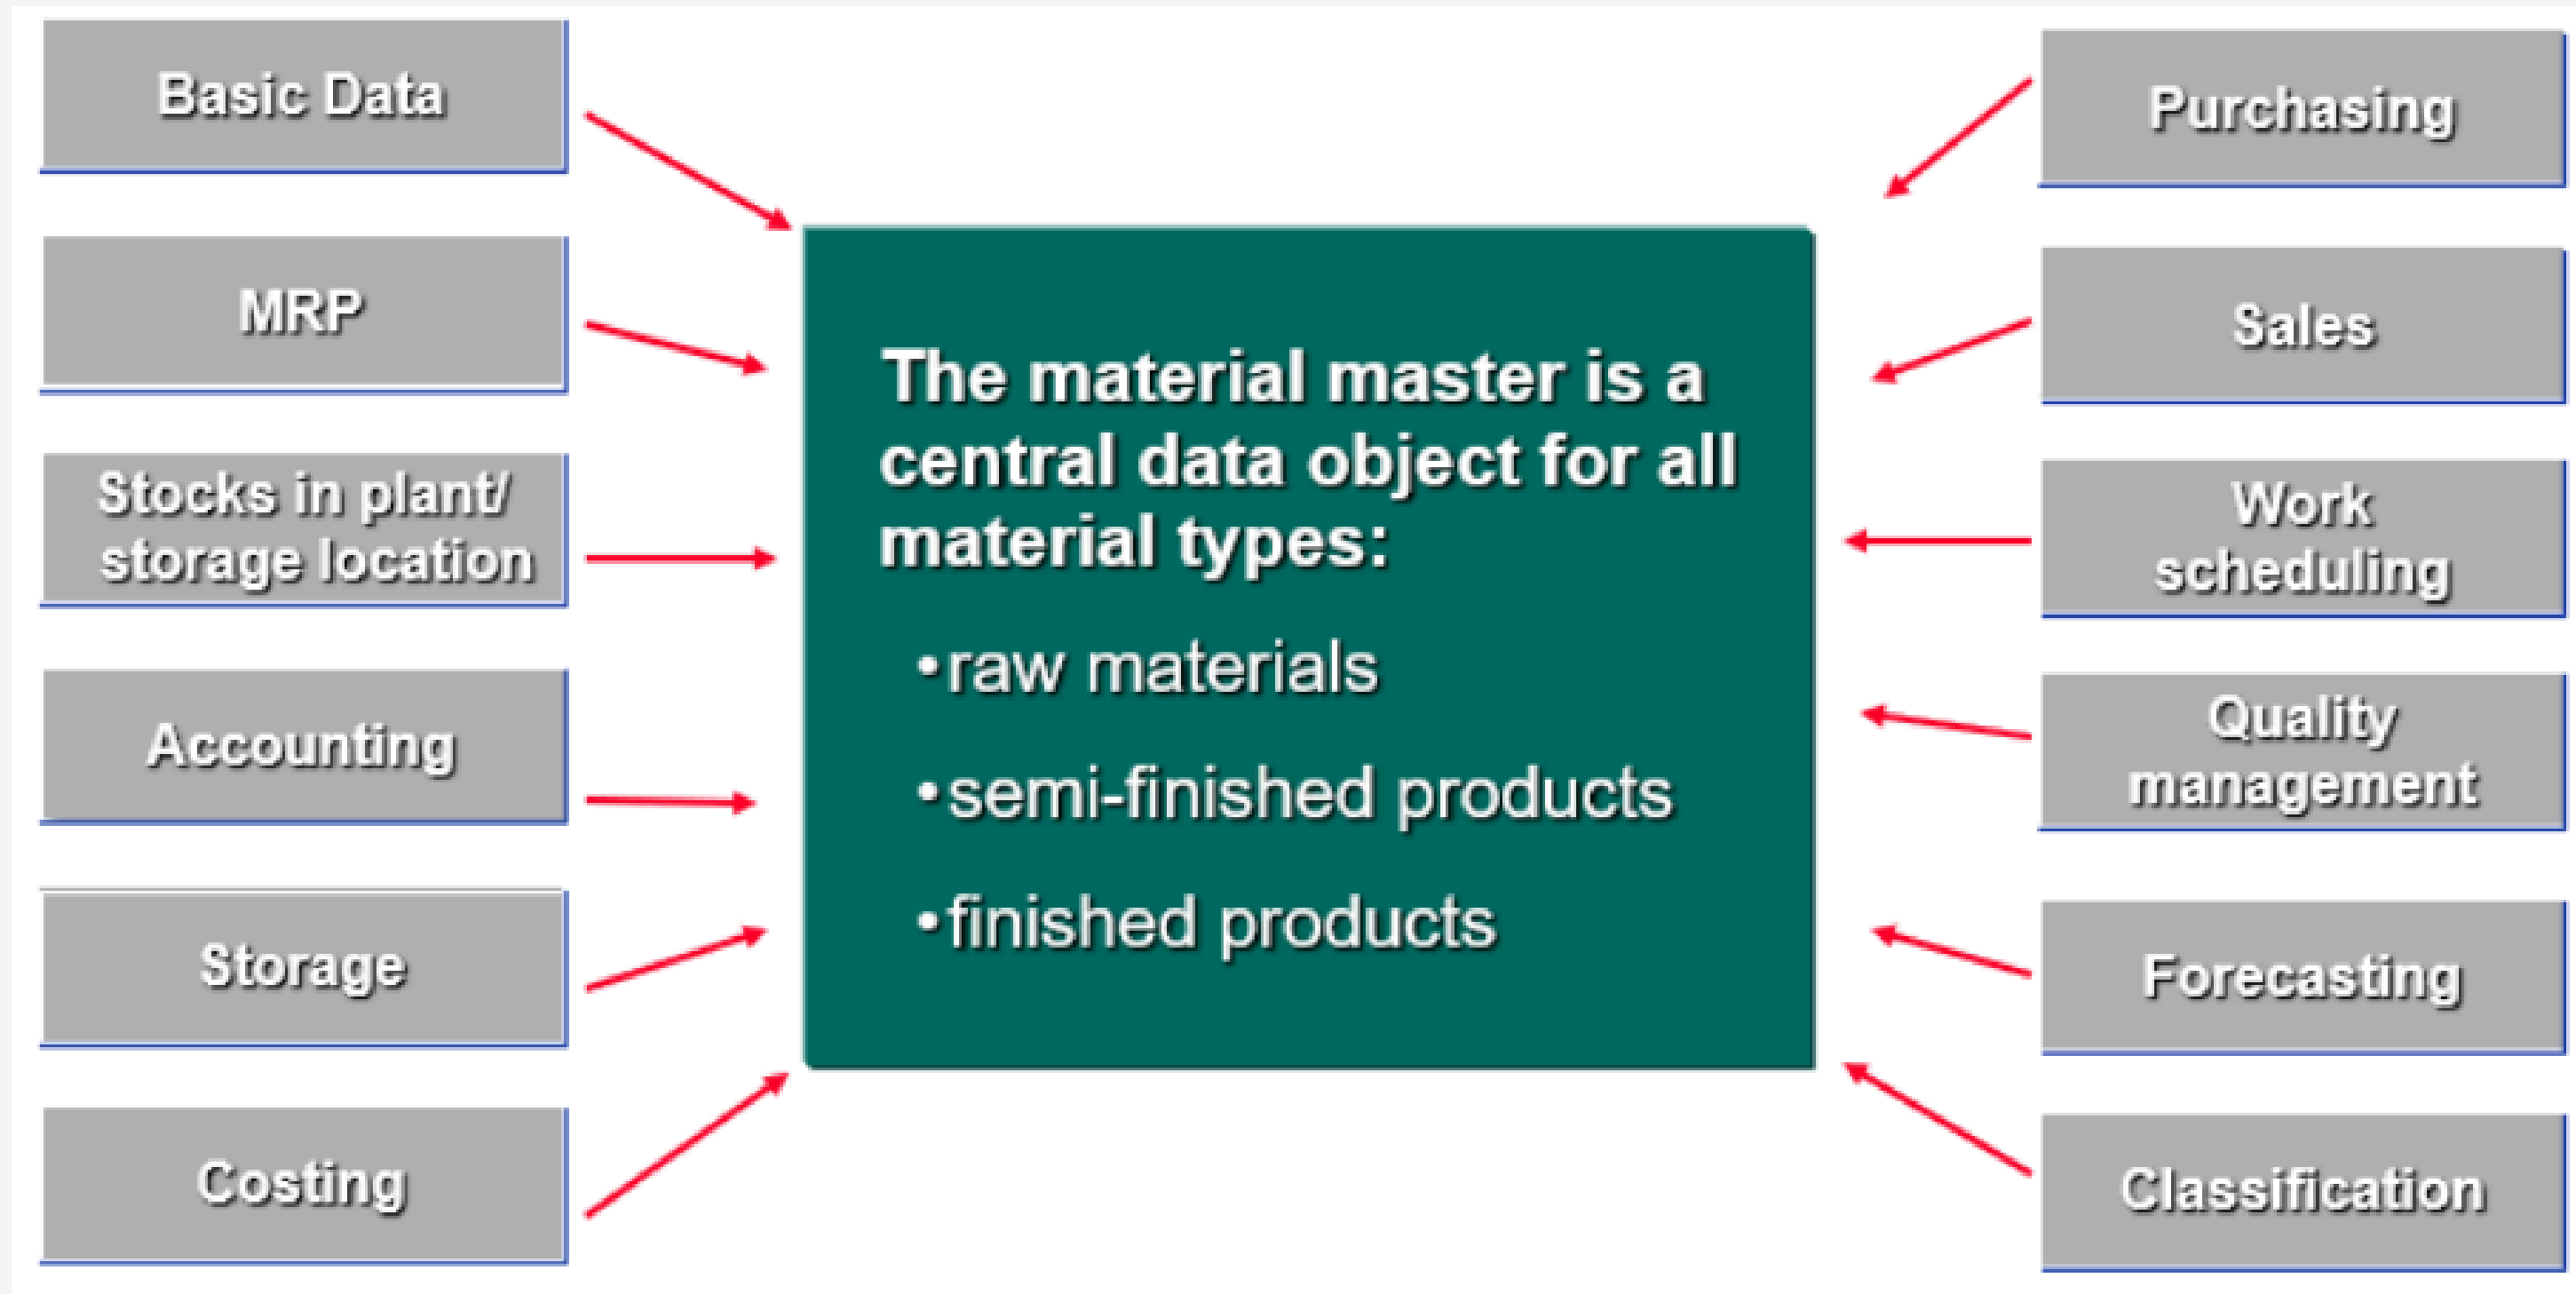 Basic Data
MRP
Stocks in plant/
storage location
Accounting
Storage
Costing
The material master is a
central data object for all
material types:
•raw materials
•semi-finished products
•finished products
Purchasing
Sales
Work
scheduling
Quality
management
Forecasting
Classification